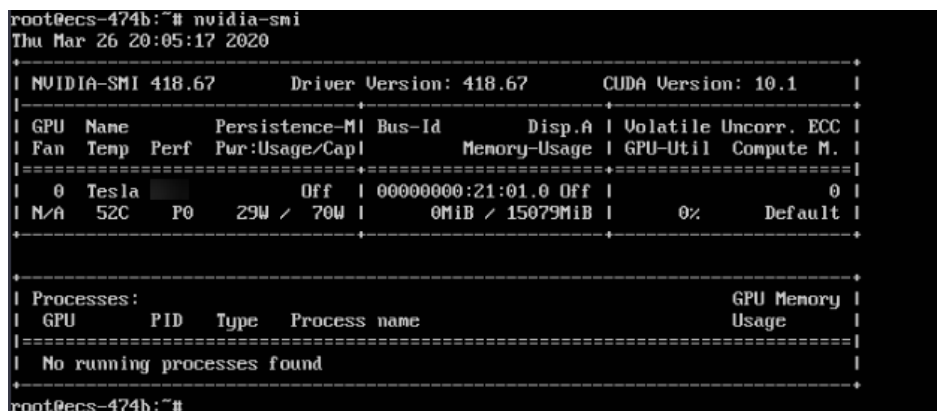 root@ecs-474b:~# nvidia-smi
Thu Mar 26 20:05:17 2020
+-----------------------------------------------------------------------------+
| NVIDIA-SMI 418.67       Driver Version: 418.67       CUDA Version: 10.1     |
|-------------------------------+----------------------+----------------------+
| GPU  Name        Persistence-M| Bus-Id        Disp.A | Volatile Uncorr. ECC |
| Fan  Temp  Perf  Pwr:Usage/Cap|         Memory-Usage | GPU-Util  Compute M. |
|===============================+======================+======================|
|   0  Tesla               Off  | 00000000:21:01.0 Off |                    0 |
| N/A   52C    P0    29W /  70W |      0MiB / 15079MiB |      0%      Default |
+-------------------------------+----------------------+----------------------+
+-----------------------------------------------------------------------------+
| Processes:                                                       GPU Memory |
|  GPU       PID   Type   Process name                             Usage      |
|=============================================================================|
|  No running processes found                                                 |
+-----------------------------------------------------------------------------+
root@ecs-474b:~#